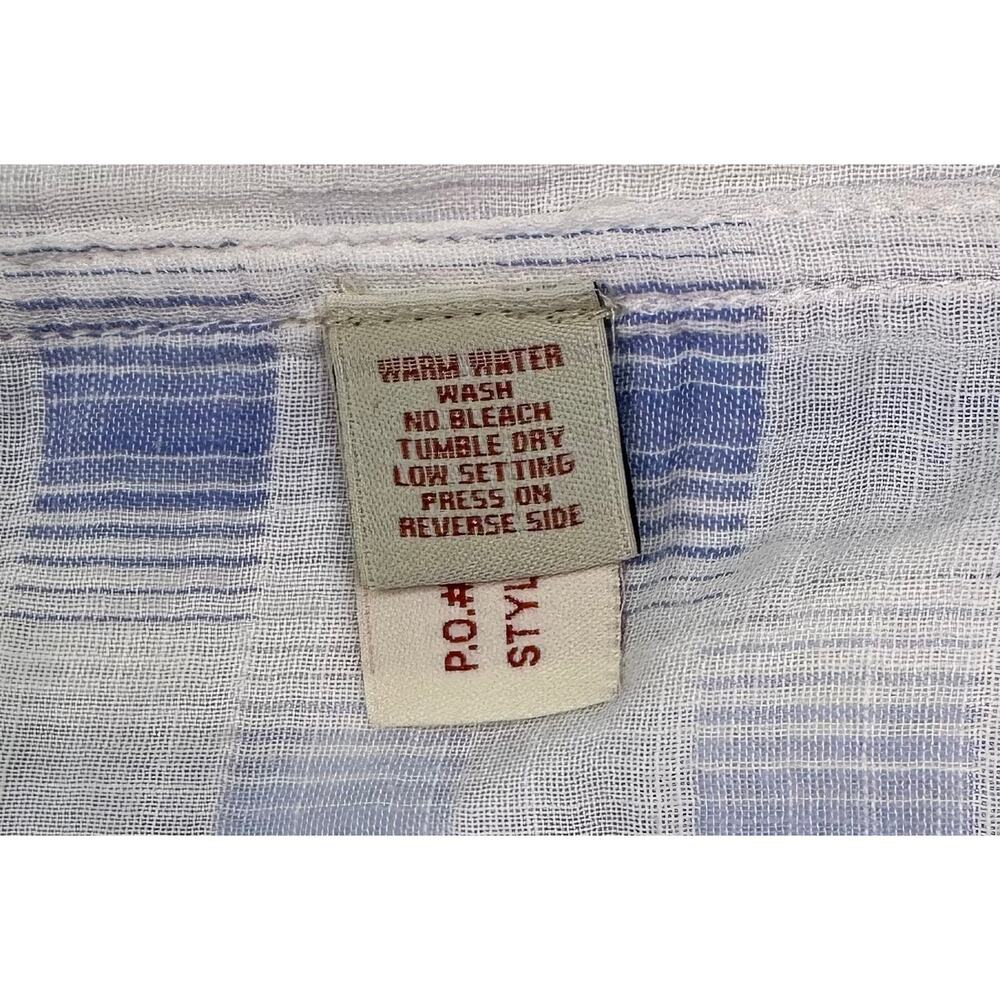 WARM WATER
WASH
NO BLEACH
TUMBLE DRY
LOW SETTING
PRESS ON
REVERSE SIDE
P.O.#
STYL